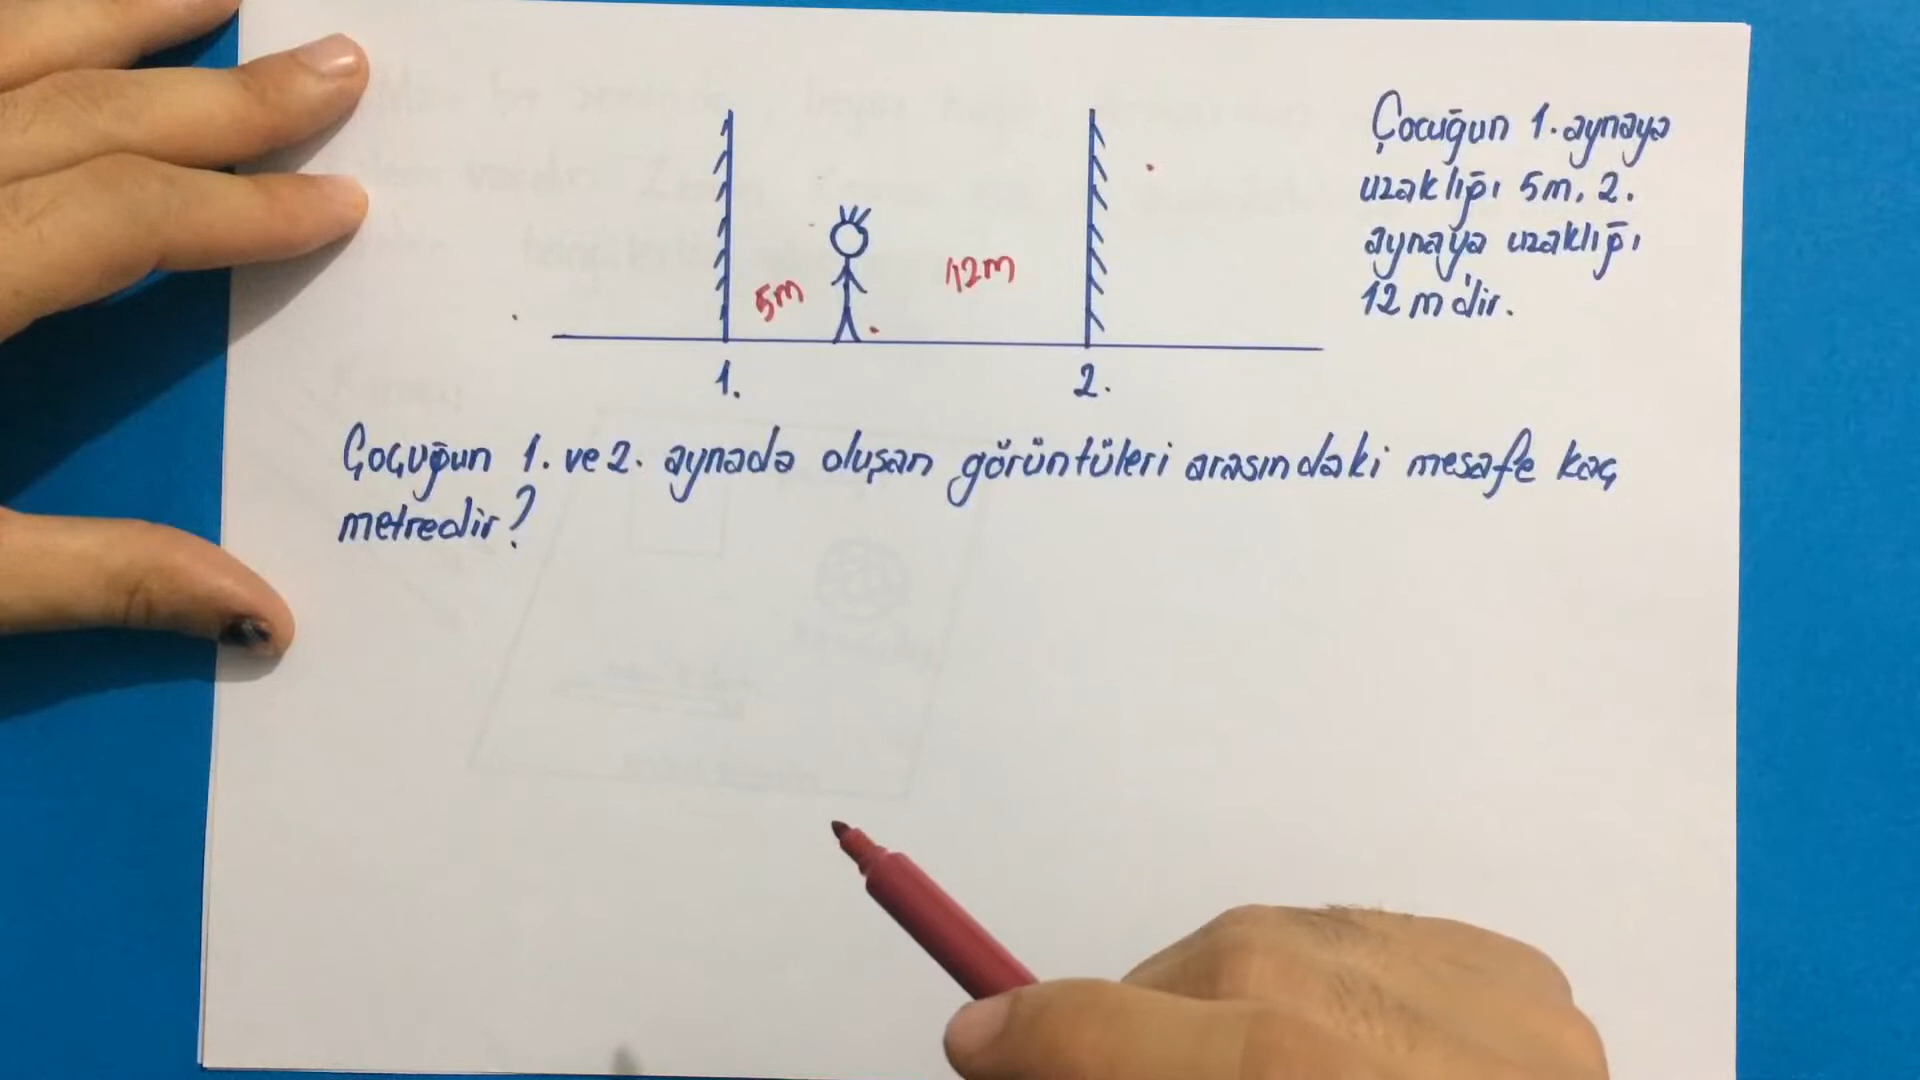 Çocuğun 1. aynaya
uzaklığı 5m, 2.
aynaya uzaklığı
12 m'dir.
5m
12m
1.
2.
Çoçuğun 1. ve 2. aynada oluşan görüntüleri arasındaki mesafe kaç
metredir?